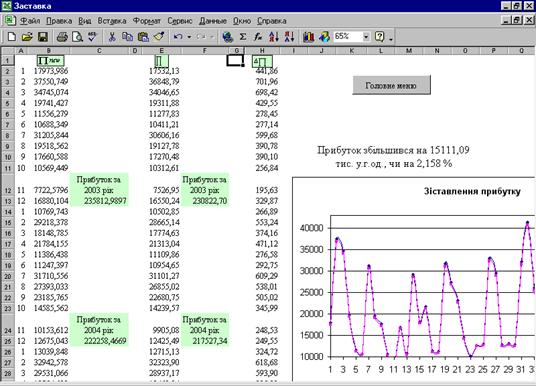 Заставка
Файл Правка Вид Вставка Формат Сервис Данные Окно Справка
65%
A B C D E F G H I J K L M N O P Q
1 ∏нов ∏ Δ∏
2 1 17973,986 17532,13 441,86
3 2 37550,749 36848,79 701,96
4 3 34745,074 34046,65 698,42
5 4 19741,427 19311,88 429,55
6 5 11556,279 11277,83 278,45
7 6 10688,349 10411,21 277,14
8 7 31205,844 30606,16 599,68
9 8 19518,562 19127,78 390,78
10 9 17660,588 17270,48 390,10
11 10 10569,449 10312,61 256,84
Прибуток за Прибуток за
12 11 7722,5796 2003 рік 7526,95 2003 рік 195,63
13 12 16880,104 235812,9897 16550,24 230822,70 329,87
14 1 10769,743 10502,85 266,89
15 2 29218,378 28665,14 553,24
16 3 18148,785 17774,63 374,16
17 4 21784,155 21313,04 471,12
18 5 11386,438 11109,86 276,58
19 6 11247,397 10954,65 292,75
20 7 31710,556 31101,27 609,29
21 8 27393,033 26855,02 538,01
22 9 23185,765 22680,75 505,02
23 10 14585,562 14239,57 345,99
Прибуток за Прибуток за
24 11 10153,612 2004 рік 9905,08 2004 рік 248,53
25 12 12675,043 222258,4669 12425,49 217527,34 249,55
26 1 13039,848 12715,13 324,72
27 2 32942,578 32323,90 618,68
28 3 29531,066 28937,17 593,90
Головне меню
Прибуток збільшився на 15111,09
тис. у.г.од., чи на 2,158 %
Зіставлення прибутку
40000
35000
30000
25000
20000
15000
10000
1 3 5 7 9 11 13 15 17 19 21 23 25 27 29 31 33